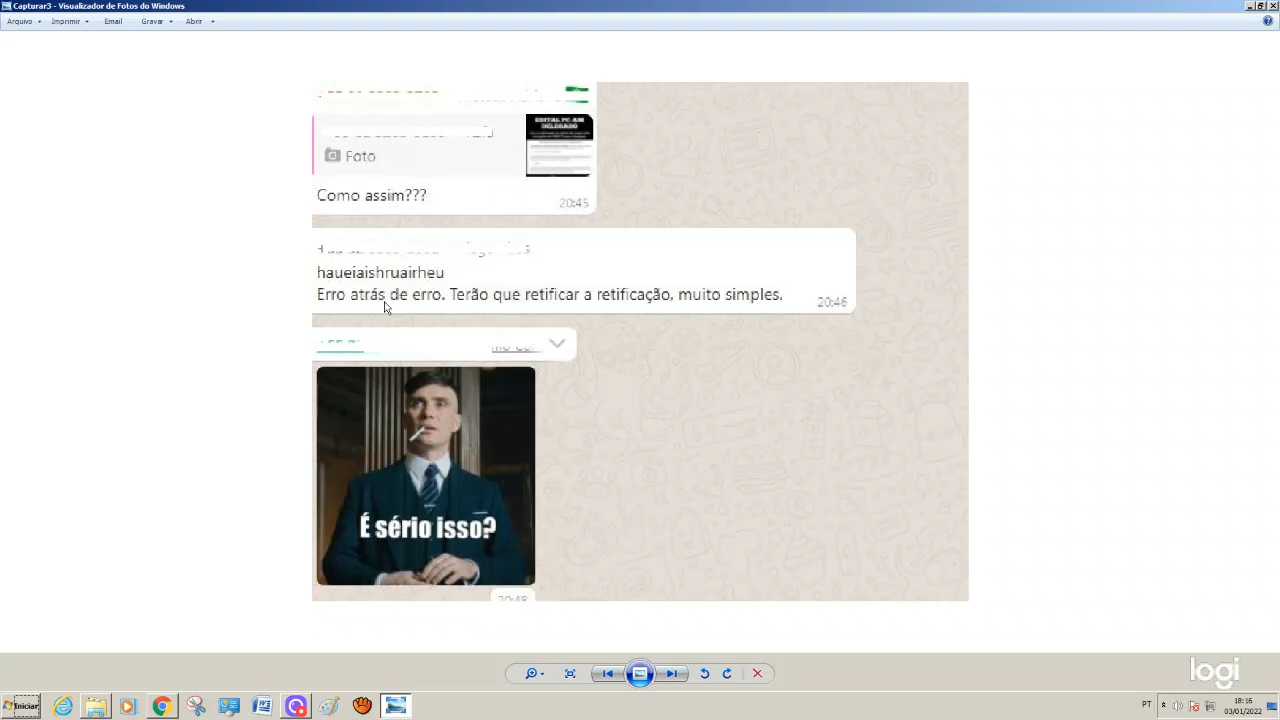 Capturar3 - Visualizador de Fotos do Windows
Arquivo Imprimir Email Gravar Abrir
EDITAL PC-AM
DELEGADO
Foto
Como assim???
20:45
haueiaishruairheu
Erro atrás de erro. Terão que retificar a retificação, muito simples.
20:46
É sério isso?
20:48
logi
Iniciar
PT
18:16
03/01/2022